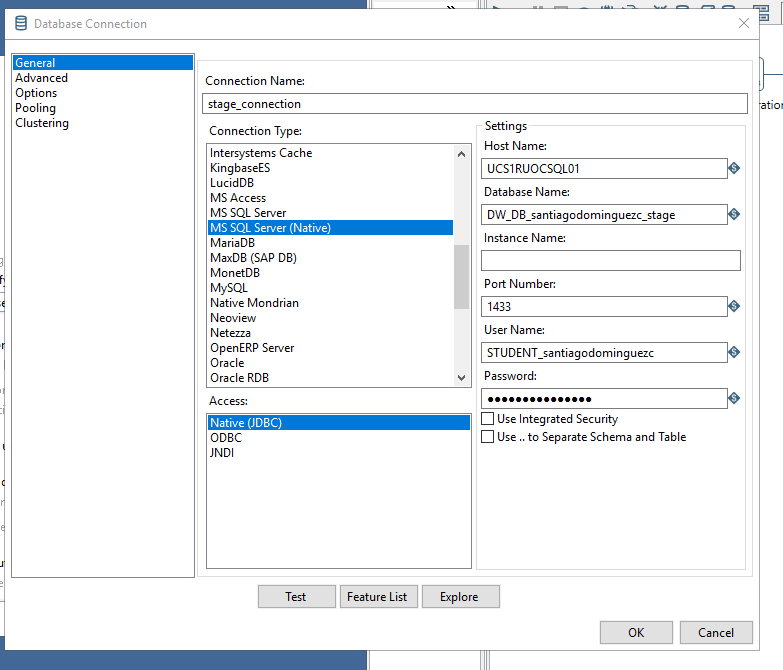 Database Connection
General
Advanced
Options
Pooling
Clustering
Connection Name:
stage_connection
Connection Type:
Intersystems Cache
KingbaseES
LucidDB
MS Access
MS SQL Server
MS SQL Server (Native)
MariaDB
MaxDB (SAP DB)
MonetDB
MySQL
Native Mondrian
Neoview
Netezza
OpenERP Server
Oracle
Oracle RDB
Access:
Native (JDBC)
ODBC
JNDI
Settings
Host Name:
UCS1RUOCSQL01
Database Name:
DW_DB_santiagodominguezc_stage
Instance Name:
Port Number:
1433
User Name:
STUDENT_santiagodominguezc
Password:
●●●●●●●●●●●●●●●
Use Integrated Security
Use .. to Separate Schema and Table
Test
Feature List
Explore
OK
Cancel